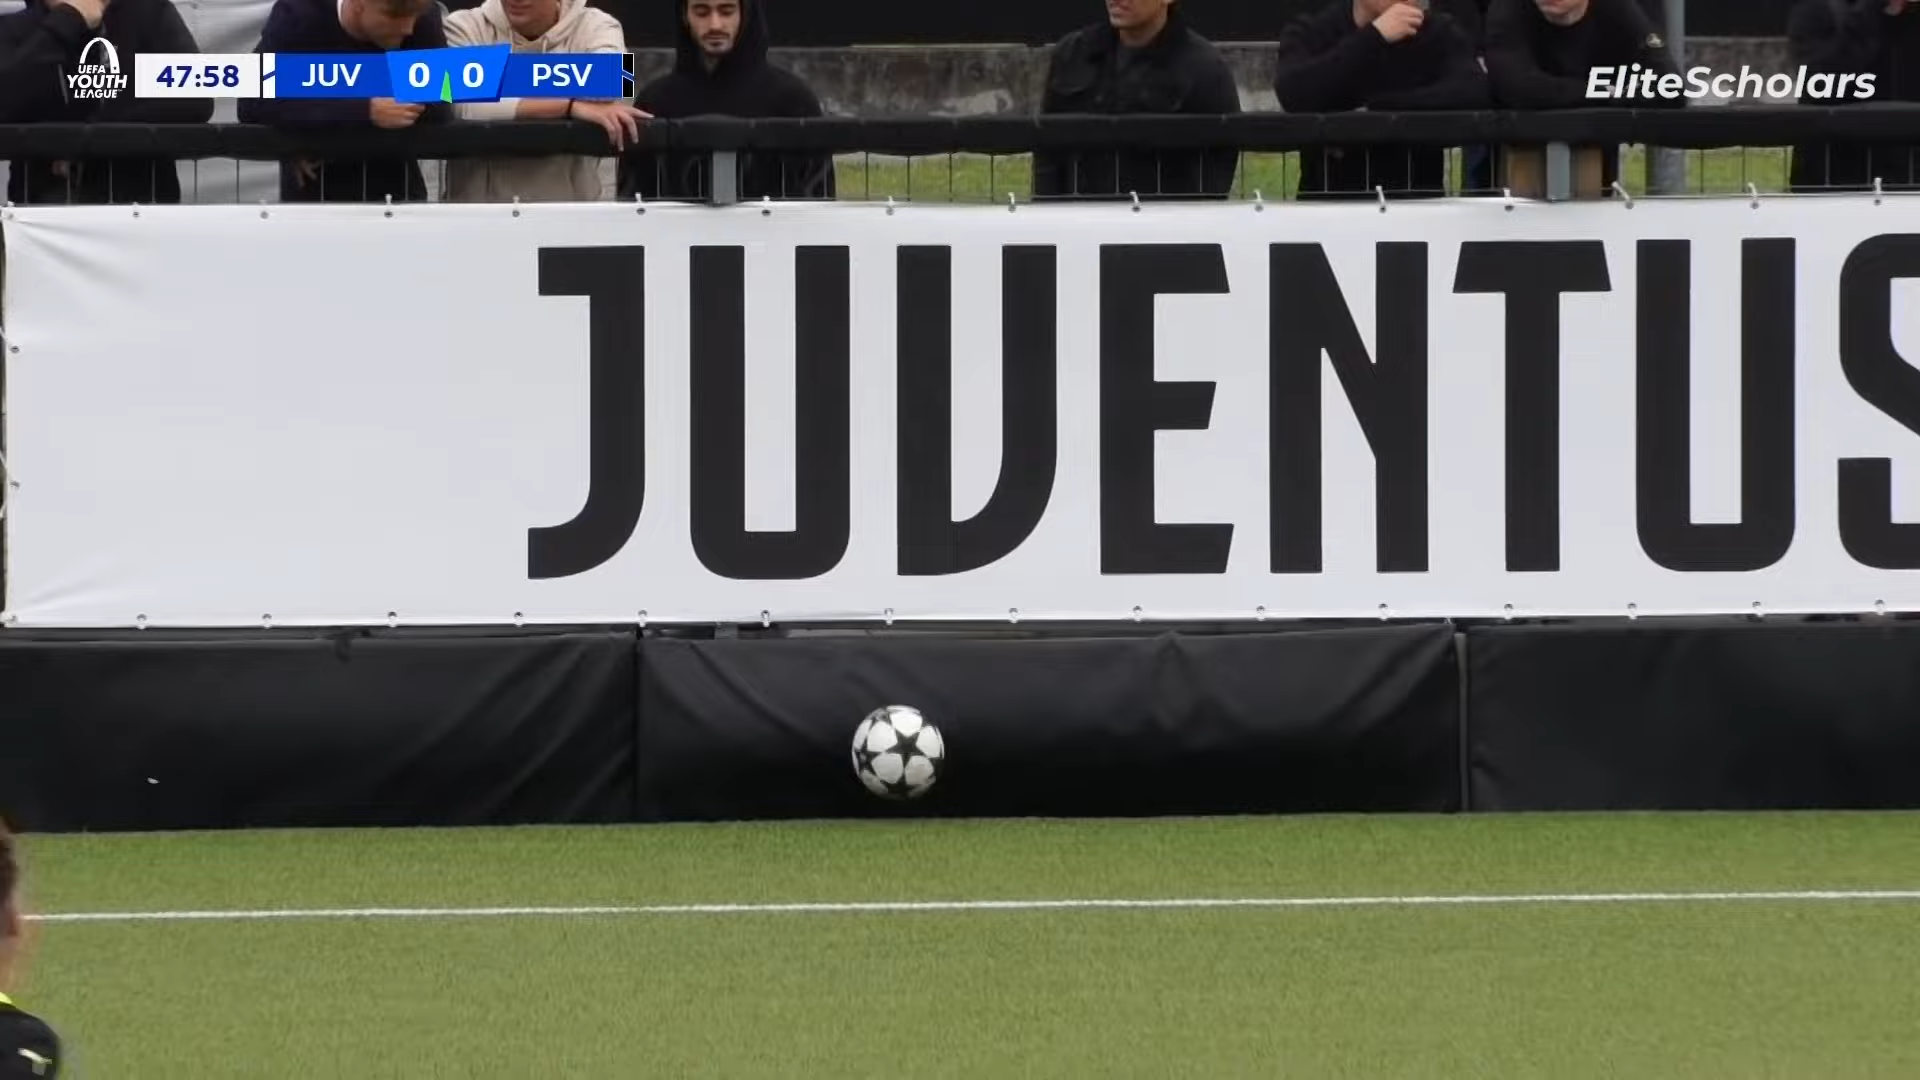 UEFA
YOUTH
LEAGUE
47:58 JUV 0 0 PSV
EliteScholars
JUVENTUS